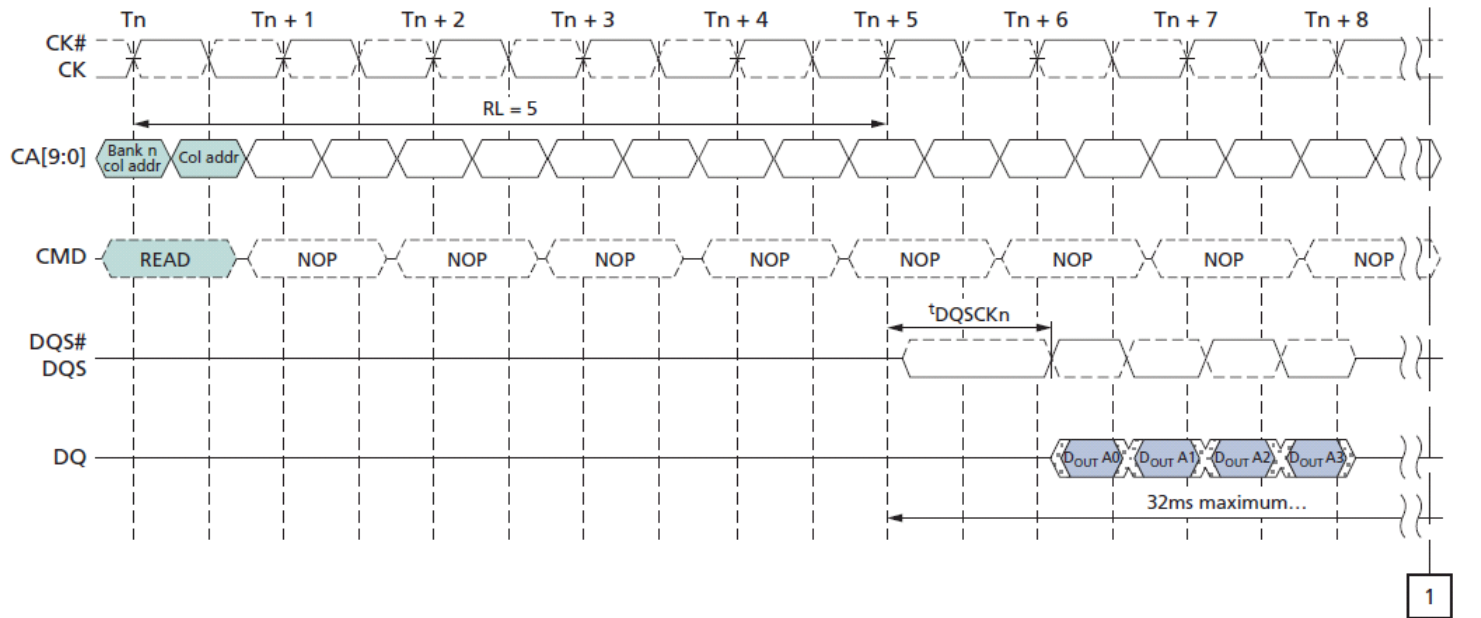 Tn Tn + 1 Tn + 2 Tn + 3 Tn + 4 Tn + 5 Tn + 6 Tn + 7 Tn + 8
CK#
CK
RL = 5
CA[9:0] Bank n col addr Col addr
CMD READ NOP NOP NOP NOP NOP NOP NOP NOP
tDQSCKn
DQS#
DQS
DQ DOUT A0 DOUT A1 DOUT A2 DOUT A3
32ms maximum…
1